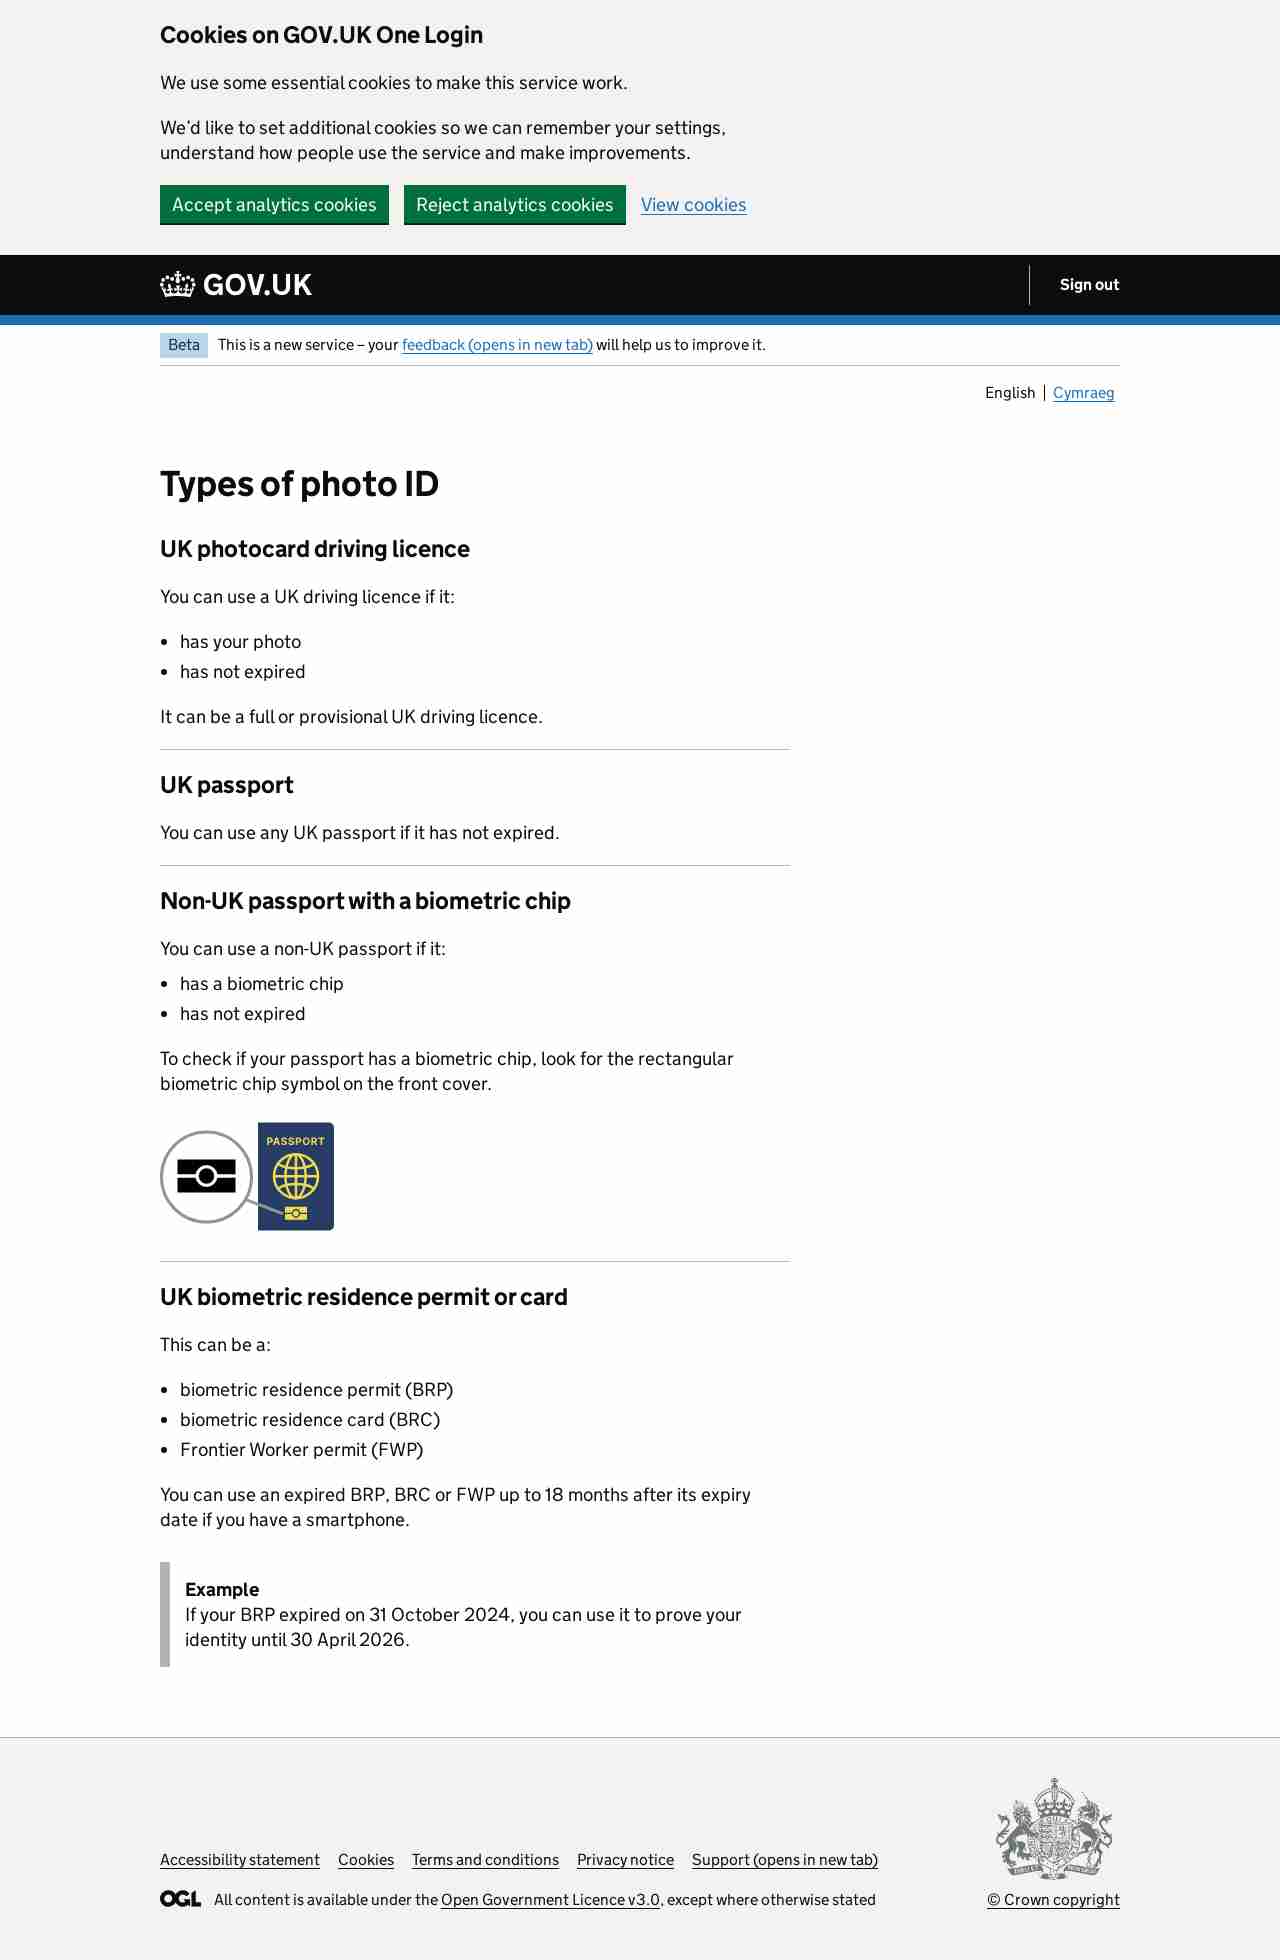 Cookies on GOV.UK One Login
We use some essential cookies to make this service work.
We'd like to set additional cookies so we can remember your settings,
understand how people use the service and make improvements.
Accept analytics cookies Reject analytics cookies View cookies
GOV.UK Sign out
Beta This is a new service – your feedback (opens in new tab) will help us to improve it.
English Cymraeg
Types of photo ID
UK photocard driving licence
You can use a UK driving licence if it:
• has your photo
• has not expired
It can be a full or provisional UK driving licence.
UK passport
You can use any UK passport if it has not expired.
Non-UK passport with a biometric chip
You can use a non-UK passport if it:
• has a biometric chip
• has not expired
To check if your passport has a biometric chip, look for the rectangular
biometric chip symbol on the front cover.
PASSPORT
UK biometric residence permit or card
This can be a:
• biometric residence permit (BRP)
• biometric residence card (BRC)
• Frontier Worker permit (FWP)
You can use an expired BRP, BRC or FWP up to 18 months after its expiry
date if you have a smartphone.
Example
If your BRP expired on 31 October 2024, you can use it to prove your
identity until 30 April 2026.
Accessibility statement Cookies Terms and conditions Privacy notice Support (opens in new tab)
OGL All content is available under the Open Government Licence v3.0, except where otherwise stated
© Crown copyright